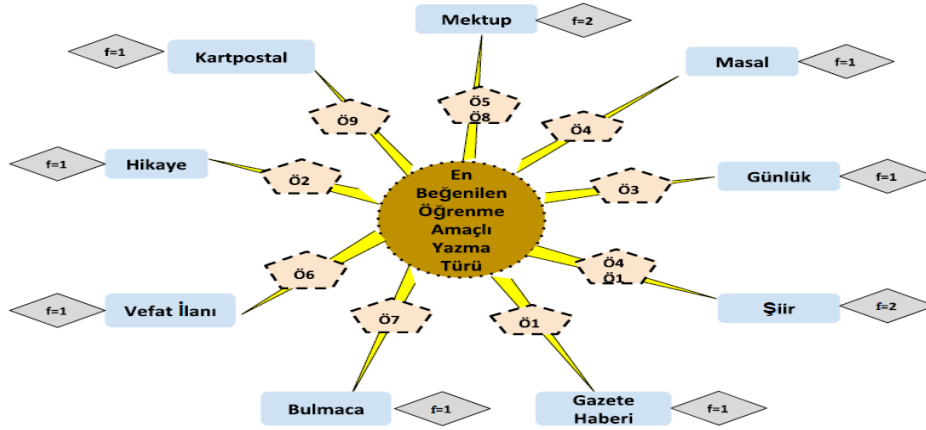 Mektup
f=2
f=1
Kartpostal
Masal
f=1
Ö5
Ö8
Ö9
Ö4
f=1
Hikaye
Ö2
En
Beğenilen
Öğrenme
Amaçlı
Yazma
Türü
Ö3
Günlük
f=1
Ö6
Ö4
Ö1
f=1
Vefat İlanı
Ö7
Ö1
Şiir
f=2
Bulmaca
f=1
Gazete
Haberi
f=1